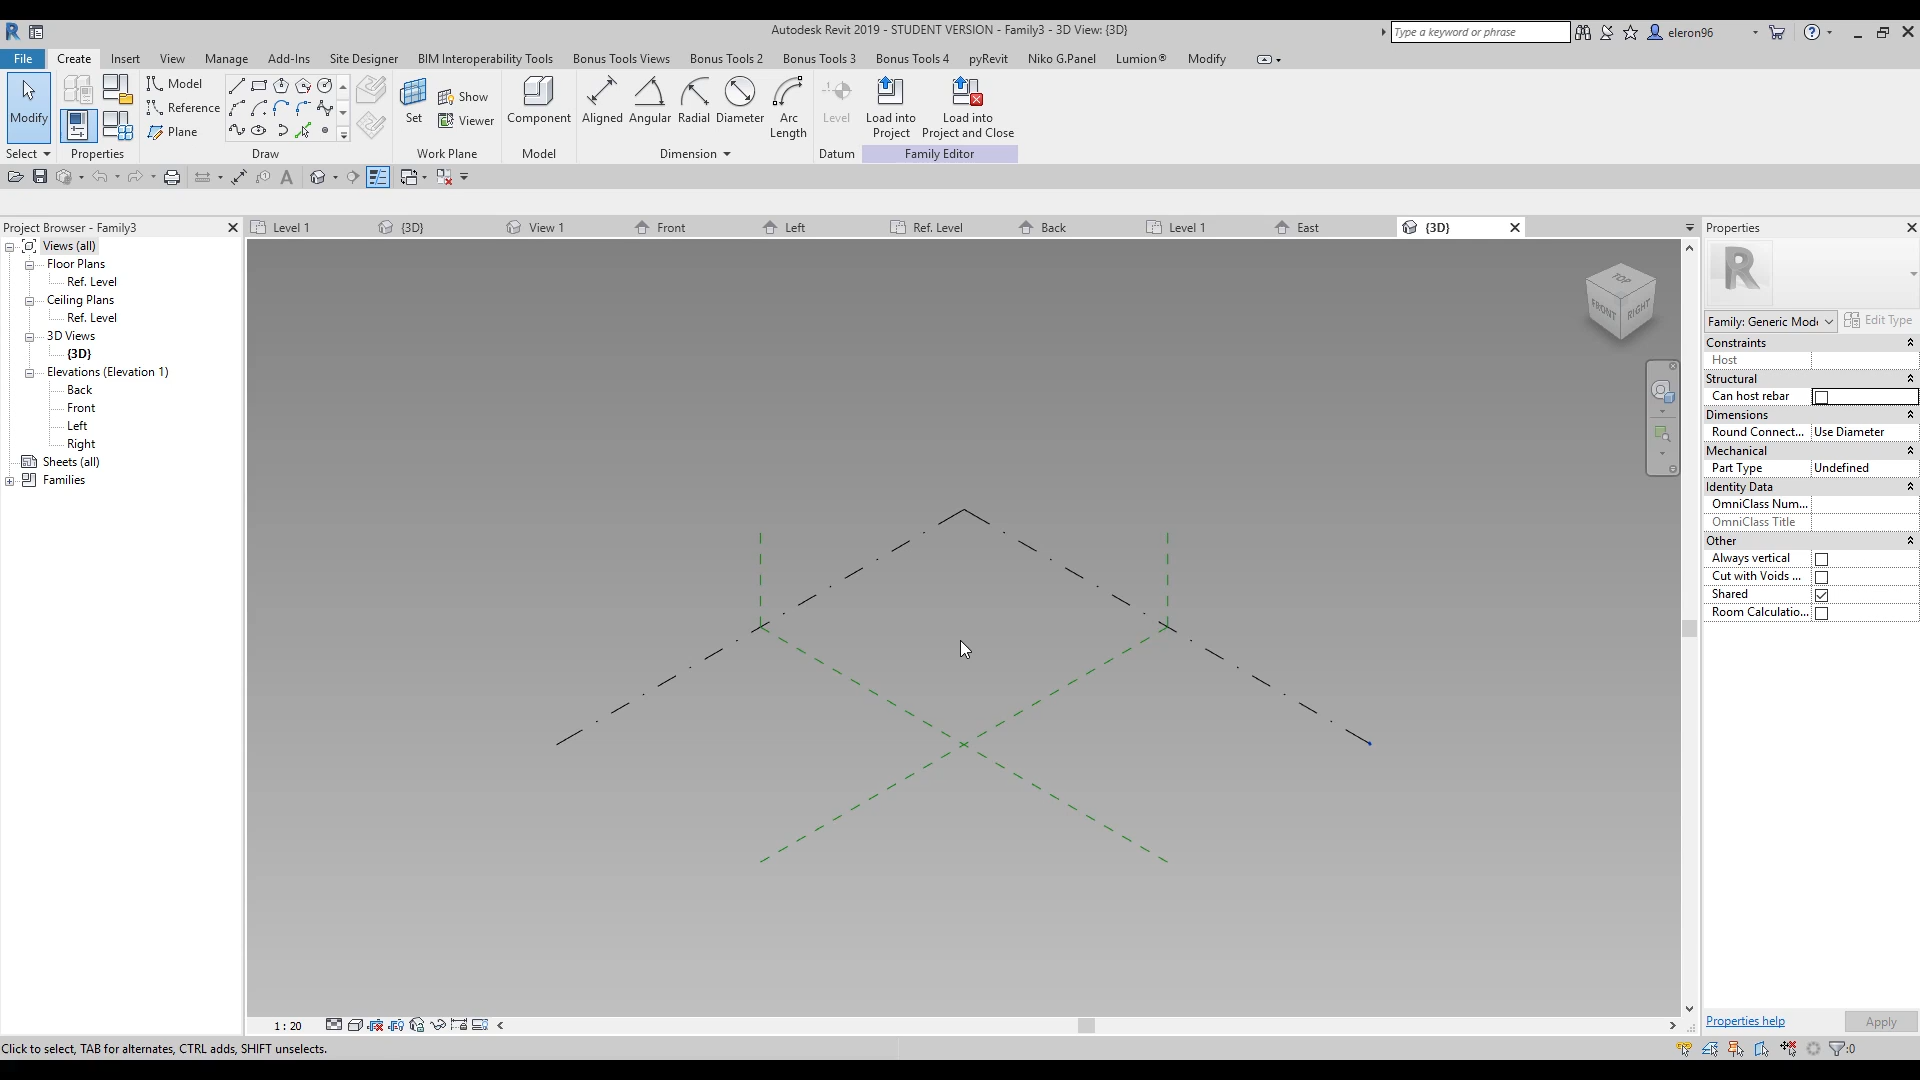 Autodesk Revit 2019 - STUDENT VERSION - Family3 - 3D View: {3D}
Type a keyword or phrase
eleron96
File Create Insert View Manage Add-Ins Site Designer BIM Interoperability Tools Bonus Tools Views Bonus Tools 2 Bonus Tools 3 Bonus Tools 4 pyRevit Niko G.Panel Lumion® Modify
Modify
Model
Reference
Plane
Set
Show
Viewer
Component
Aligned
Angular
Radial
Diameter
Arc
Length
Level
Load into
Project
Load into
Project and Close
Select
Properties
Draw
Work Plane
Model
Dimension
Datum
Family Editor
Project Browser - Family3
Views (all)
Floor Plans
Ref. Level
Ceiling Plans
Ref. Level
3D Views
{3D}
Elevations (Elevation 1)
Back
Front
Left
Right
Sheets (all)
Families
Level 1
{3D}
View 1
Front
Left
Ref. Level
Back
Level 1
East
{3D}
TOP
FRONT
RIGHT
Properties
R
Family: Generic Mode
Edit Type
Constraints
Host
Structural
Can host rebar
Dimensions
Round Connect... Use Diameter
Mechanical
Part Type Undefined
Identity Data
OmniClass Num...
OmniClass Title
Other
Always vertical
Cut with Voids ...
Shared
Room Calculatio...
Properties help
Apply
1 : 20
Click to select, TAB for alternates, CTRL adds, SHIFT unselects.
:0